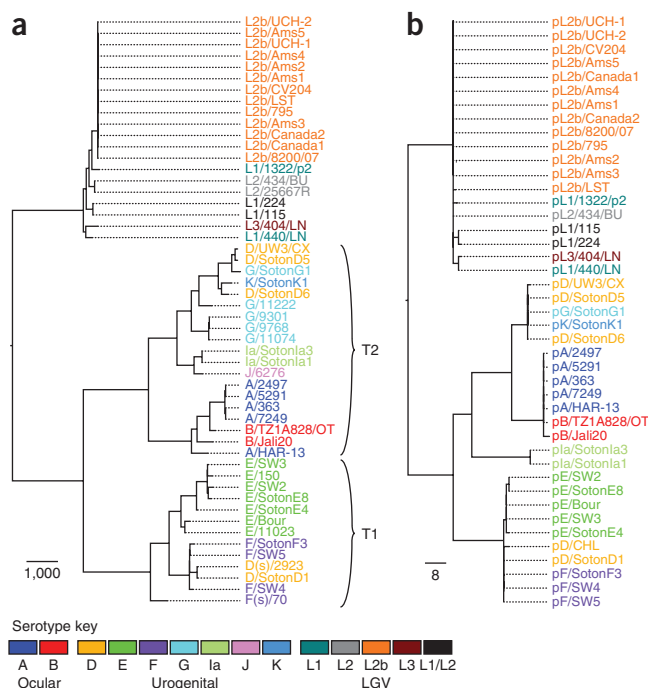 a
L2b/UCH-2
L2b/Ams5
L2b/UCH-1
L2b/Ams4
L2b/Ams2
L2b/Ams1
L2b/CV204
L2b/LST
L2b/795
L2b/Ams3
L2b/Canada2
L2b/Canada1
L2b/8200/07
L1/1322/p2
L2/434/BU
L2/25667R
L1/224
L1/115
L3/404/LN
L1/440/LN
D/UW3/CX
D/SotonD5
G/SotonG1
K/SotonK1
D/SotonD6
G/11222
G/9301
G/9768
G/11074
Ia/SotonIa3
Ia/SotonIa1
J/6276
A/2497
A/5291
A/363
A/7249
B/TZ1A828/OT
B/Jali20
A/HAR-13
T2
E/SW3
E/150
E/SW2
E/SotonE8
E/SotonE4
E/Bour
E/11023
F/SotonF3
F/SW5
D(s)/2923
D/SotonD1
F/SW4
F(s)/70
T1
1,000
b
pL2b/UCH-1
pL2b/UCH-2
pL2b/CV204
pL2b/Canada1
pL2b/Ams4
pL2b/Ams1
pL2b/Canada2
pL2b/8200/07
pL2b/795
pL2b/Ams2
pL2b/Ams3
pL2b/LST
pL1/1322/p2
pL2/434/BU
pL1/115
pL1/224
pL3/404/LN
pL1/440/LN
pD/UW3/CX
pD/SotonD5
pG/SotonG1
pK/SotonK1
pD/SotonD6
pA/2497
pA/5291
pA/363
pA/7249
pA/HAR-13
pB/TZ1A828/OT
pB/Jali20
pIa/SotonIa3
pIa/SotonIa1
pE/SW2
pE/SotonE8
pE/Bour
pE/SW3
pE/SotonE4
pD/CHL
pD/SotonD1
pF/SotonF3
pF/SW4
pF/SW5
8
Serotype key
A B D E F G Ia J K L1 L2 L2b L3 L1/L2
Ocular Urogenital LGV